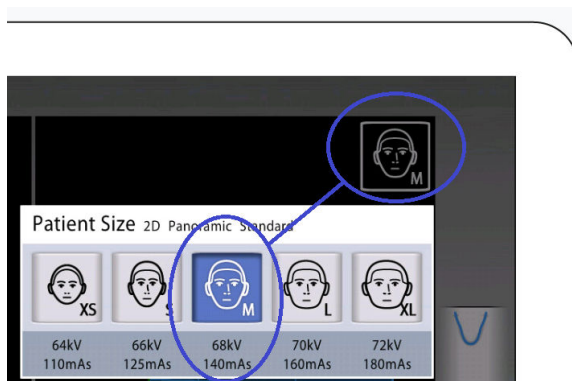 M
Patient Size 2D Panoramic Standard
XS S M L XL
64kV 66kV 68kV 70kV 72kV
110mAs 125mAs 140mAs 160mAs 180mAs